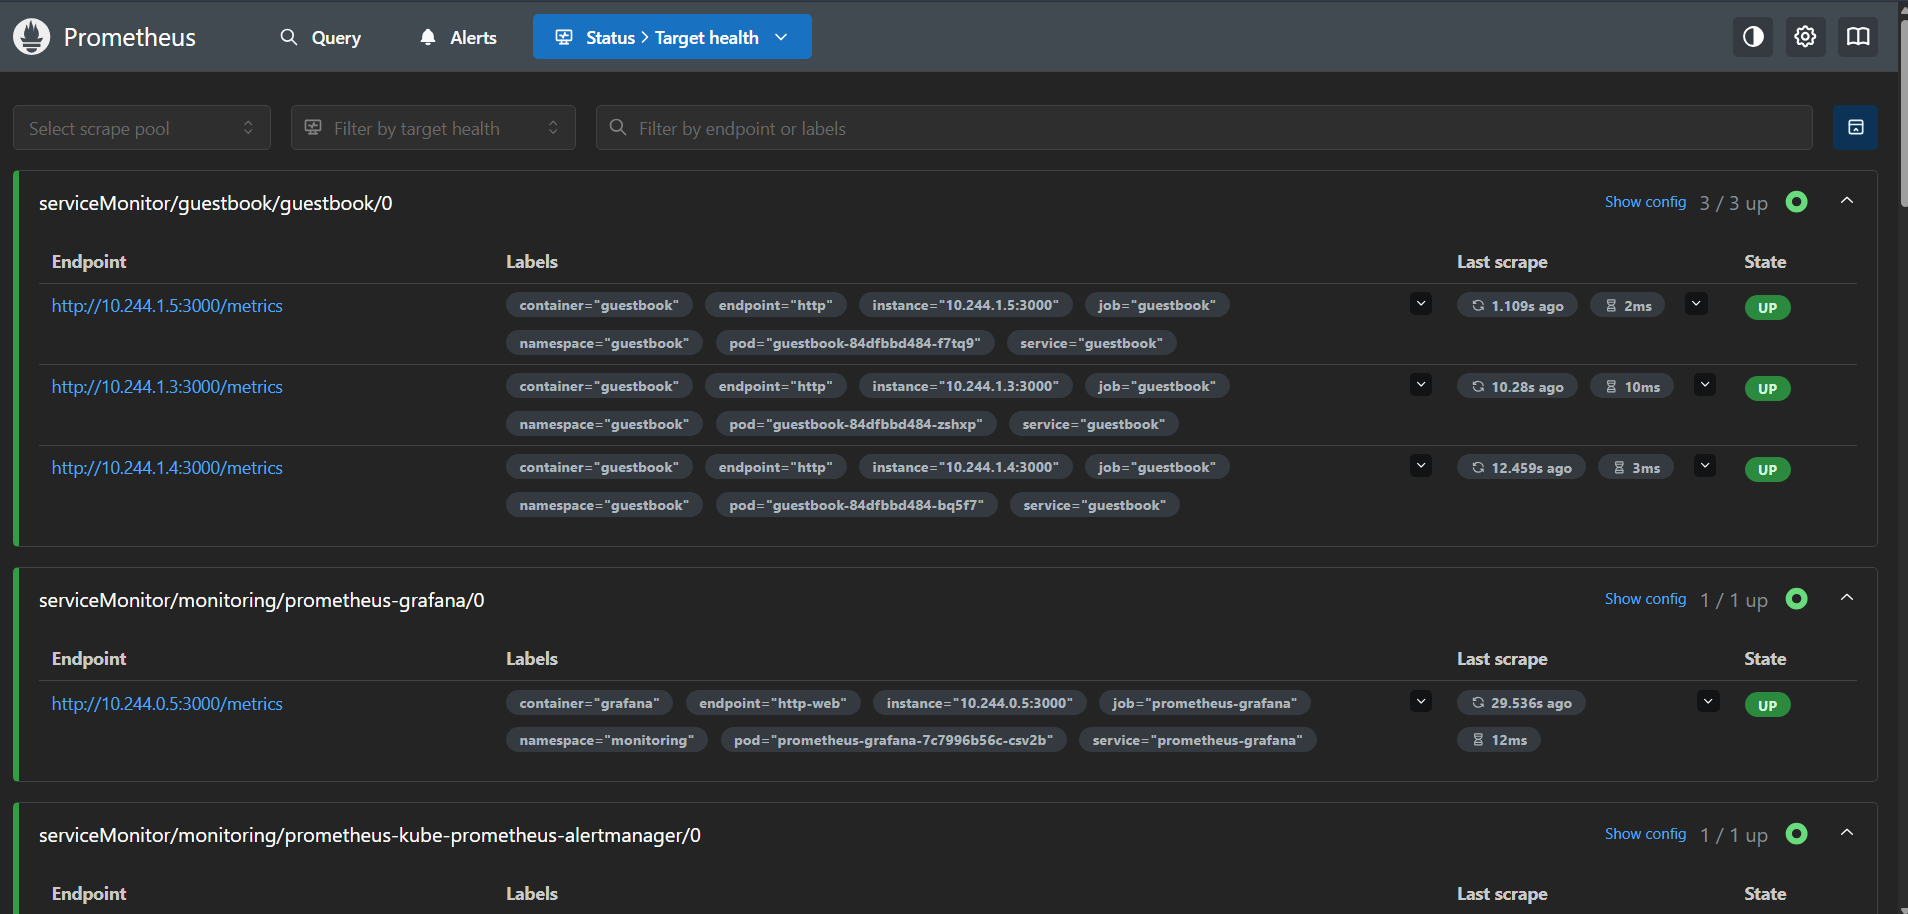 Prometheus Query Alerts Status > Target health
Select scrape pool Filter by target health Filter by endpoint or labels
serviceMonitor/guestbook/guestbook/0 Show config 3 / 3 up
Endpoint Labels Last scrape State
http://10.244.1.5:3000/metrics container="guestbook" endpoint="http" instance="10.244.1.5:3000" job="guestbook" 1.109s ago 2ms UP
namespace="guestbook" pod="guestbook-84dfbbd484-f7tq9" service="guestbook"
http://10.244.1.3:3000/metrics container="guestbook" endpoint="http" instance="10.244.1.3:3000" job="guestbook" 10.28s ago 10ms UP
namespace="guestbook" pod="guestbook-84dfbbd484-zshxp" service="guestbook"
http://10.244.1.4:3000/metrics container="guestbook" endpoint="http" instance="10.244.1.4:3000" job="guestbook" 12.459s ago 3ms UP
namespace="guestbook" pod="guestbook-84dfbbd484-bq5f7" service="guestbook"
serviceMonitor/monitoring/prometheus-grafana/0 Show config 1 / 1 up
Endpoint Labels Last scrape State
http://10.244.0.5:3000/metrics container="grafana" endpoint="http-web" instance="10.244.0.5:3000" job="prometheus-grafana" 29.536s ago UP
namespace="monitoring" pod="prometheus-grafana-7c7996b56c-csv2b" service="prometheus-grafana" 12ms
serviceMonitor/monitoring/prometheus-kube-prometheus-alertmanager/0 Show config 1 / 1 up
Endpoint Labels Last scrape State